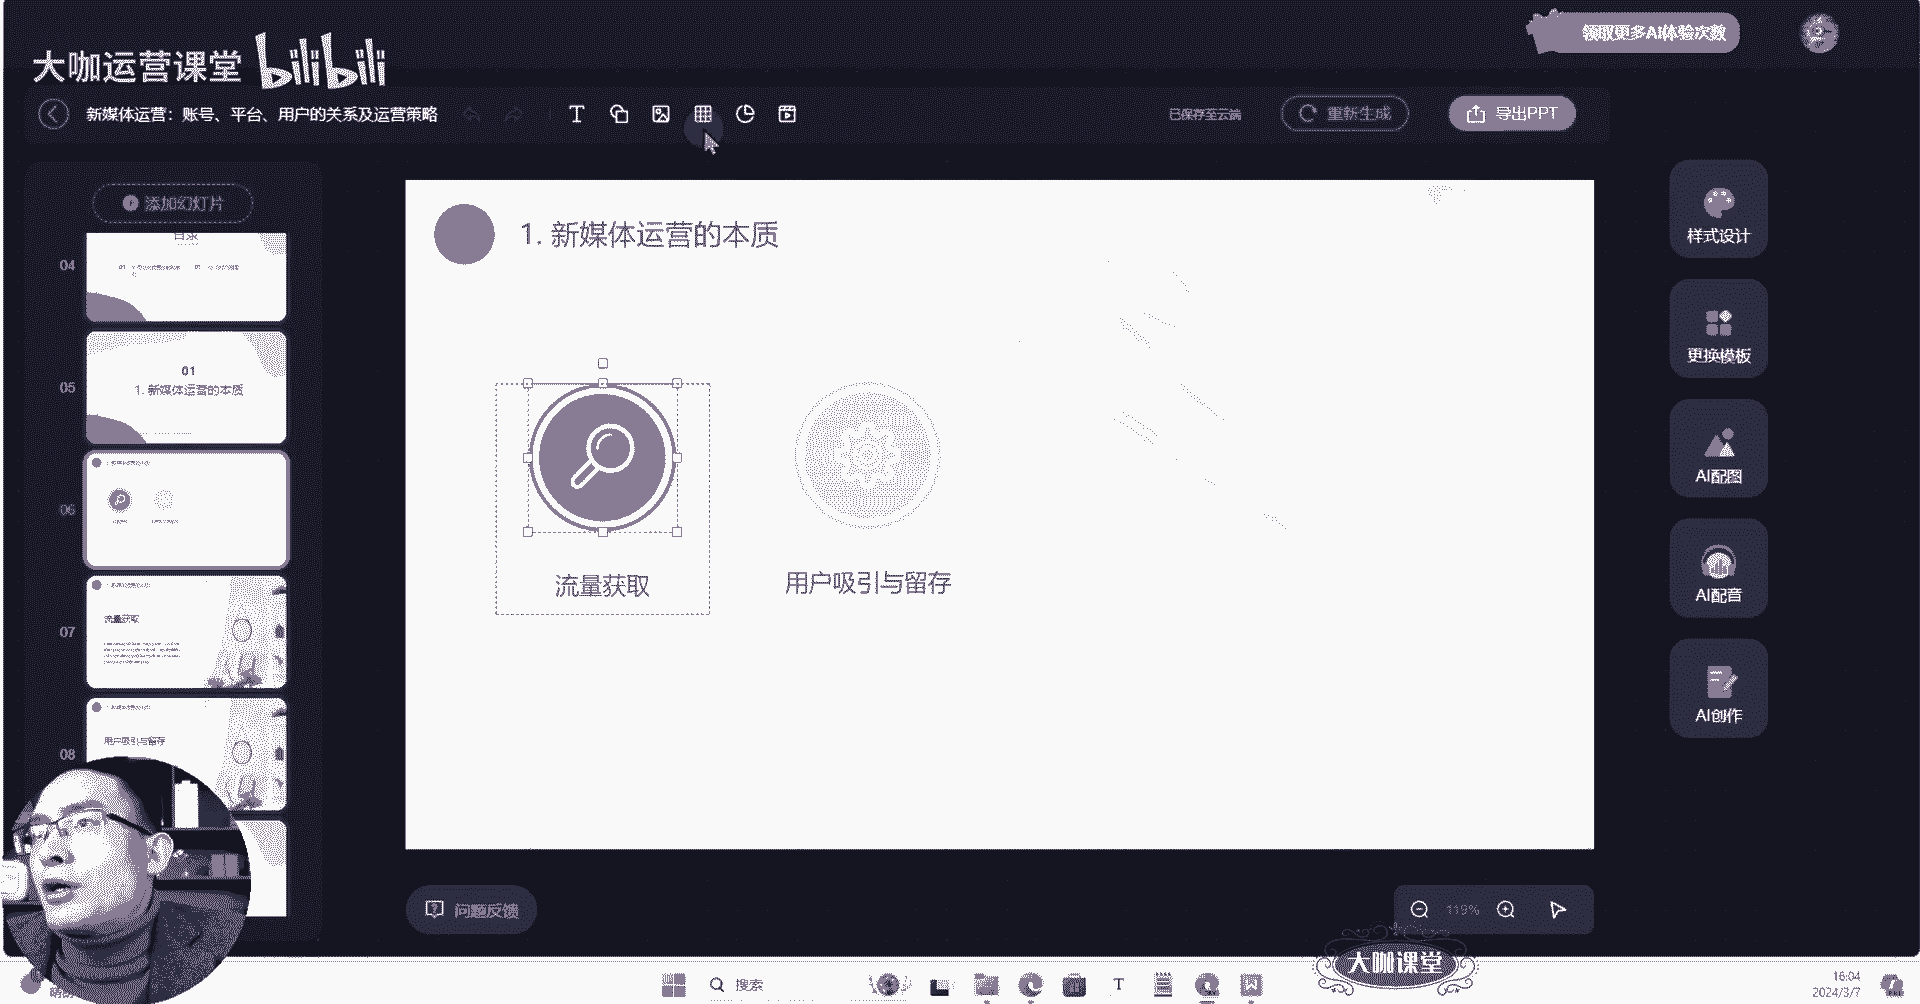 领取更多AI体验次数
大咖运营课堂 bilibili
新媒体运营：账号、平台、用户的关系及运营策略
已保存至云端
重新生成
导出PPT
添加幻灯片
04
目录
05
01
1. 新媒体运营的本质
06
07
流量获取
08
用户吸引与留存
1. 新媒体运营的本质
流量获取
用户吸引与留存
样式设计
更换模板
AI配图
AI配音
AI创作
问题反馈
119%
大咖课堂
搜索
16:04
2024/3/7